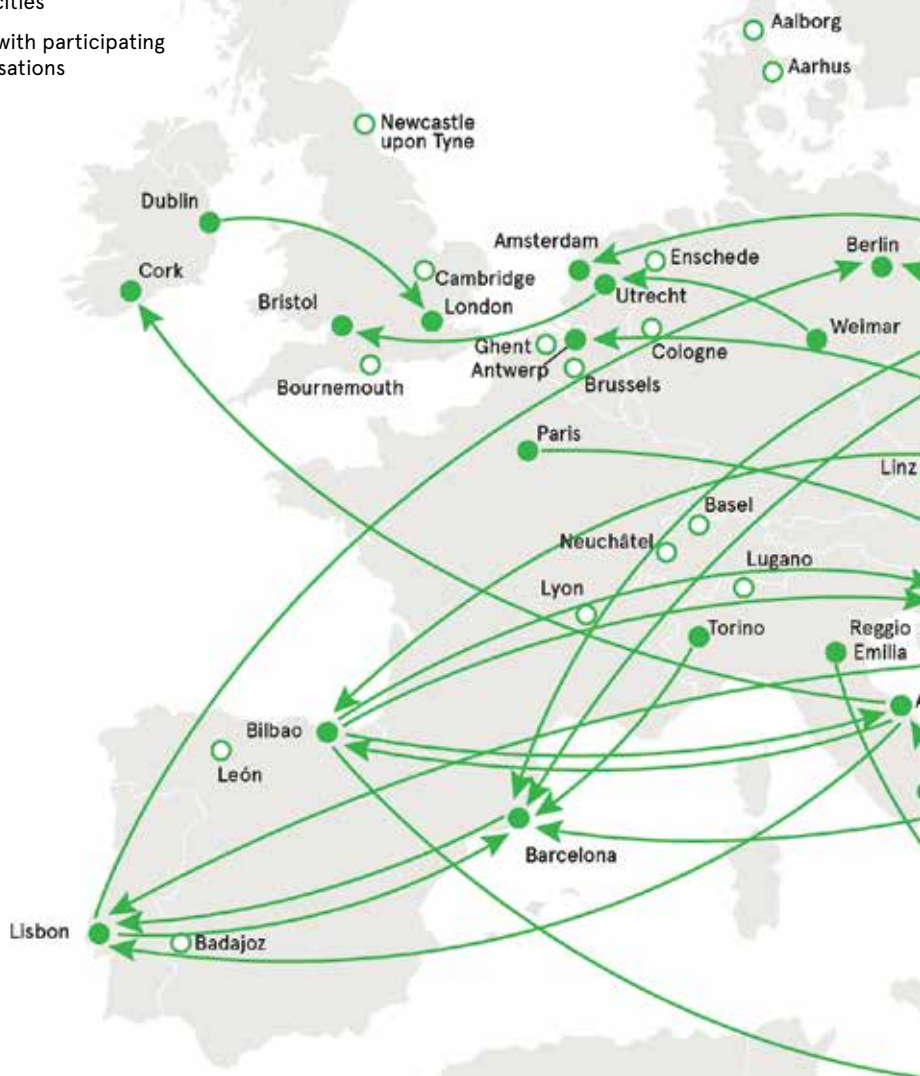 cities
with participating
sations
Aalborg
Aarhus
Newcastle
upon Tyne
Dublin
Amsterdam
Berlin
Enschede
Cork
Cambridge
Utrecht
Bristol
London
Weimar
Ghent
Cologne
Antwerp
Bournemouth
Brussels
Paris
Linz
Basel
Neuchâtel
Lugano
Lyon
Torino
Reggio
Emilia
A
Bilbao
León
Barcelona
Lisbon
Badajoz